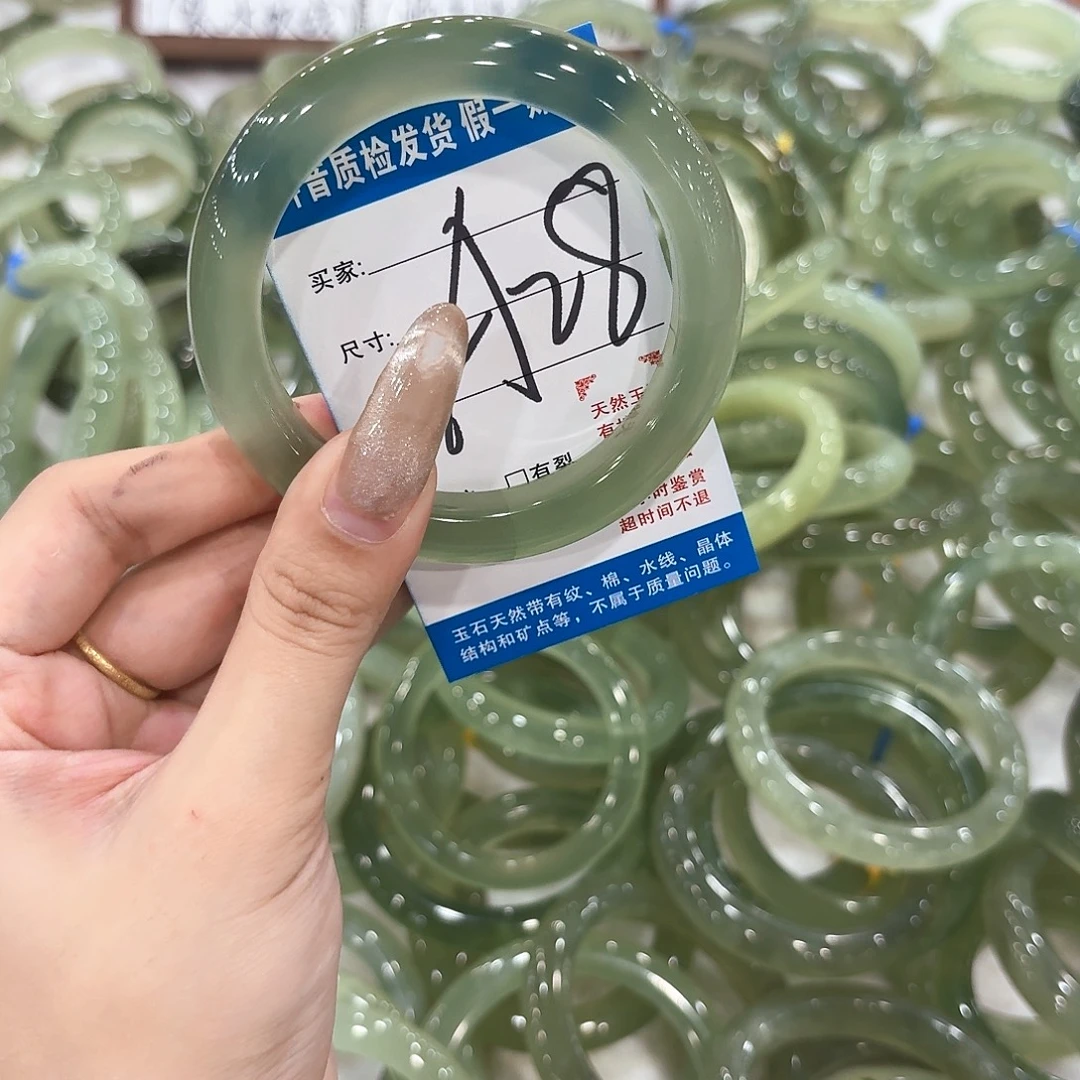 音质检发货 假一
买家:
尺寸:
有裂
天然玉
有
时鉴赏
超时间不退
玉石天然带有纹、棉、水线、晶体
结构和矿点等，不属于质量问题。